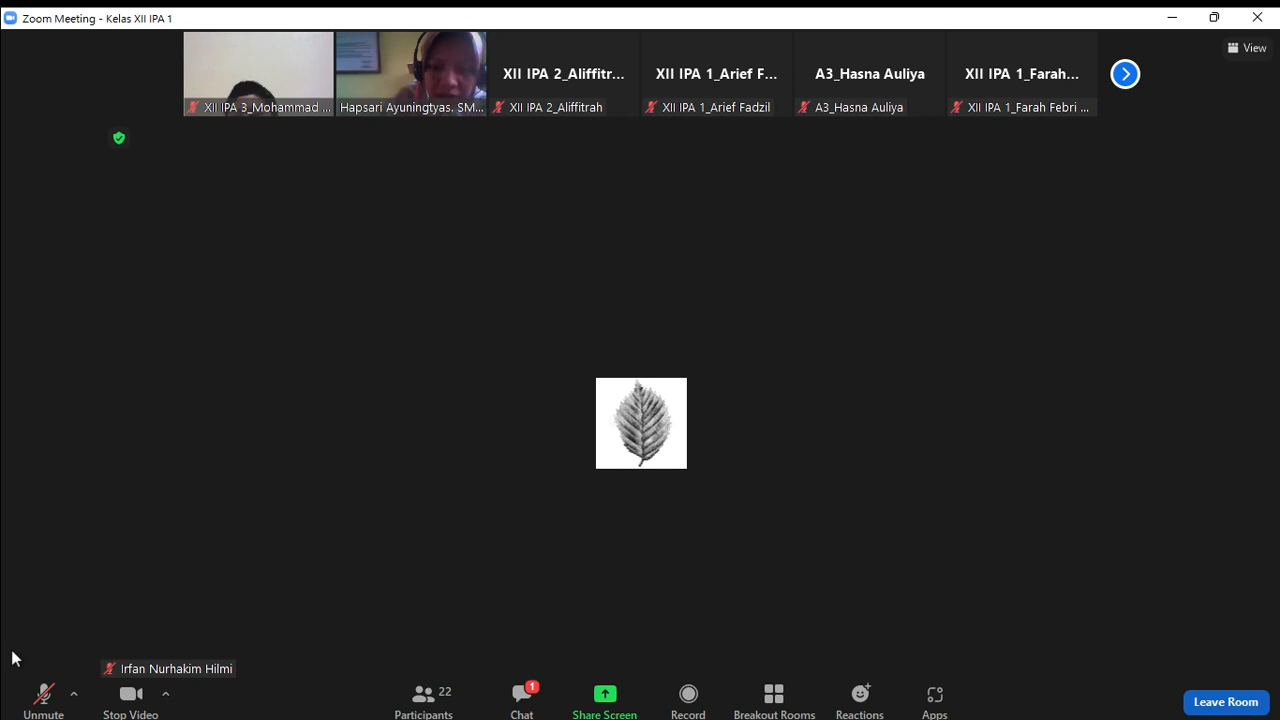 Zoom Meeting - Kelas XII IPA 1
View
XII IPA 2_Aliffitr...
XII IPA 1_Arief F...
A3_Hasna Auliya
XII IPA 1_Farah...
XII IPA 3_Mohammad ...
Hapsari Ayuningtyas. SM...
XII IPA 2_Aliffitrah
XII IPA 1_Arief Fadzil
A3_Hasna Auliya
XII IPA 1_Farah Febri ...
Irfan Nurhakim Hilmi
Unmute
Stop Video
22
Participants
1
Chat
Share Screen
Record
Breakout Rooms
Reactions
Apps
Leave Room